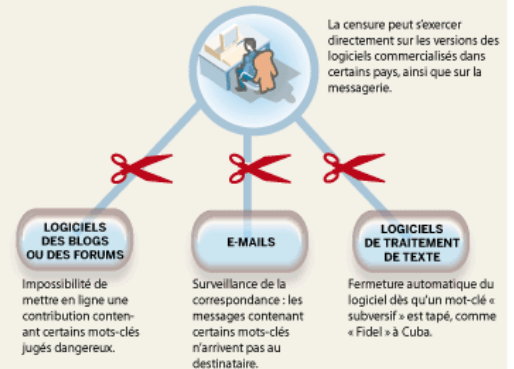 La censure peut s'exercer
directement sur les versions des
logiciels commercialisés dans
certains pays, ainsi que sur la
messagerie.
LOGICIELS
DES BLOGS
OU DES FORUMS
Impossibilité de
mettre en ligne une
contribution conten-
ant certains mots-clés
jugés dangereux.
E-MAILS
Surveillance de la
correspondance : les
messages contenant
certains mots-clés
n'arrivent pas au
destinataire.
LOGICIELS
DE TRAITEMENT
DE TEXTE
Fermeture automatique du
logiciel dès qu'un mot-clé «
subversif » est tapé, comme
« Fidel » à Cuba.